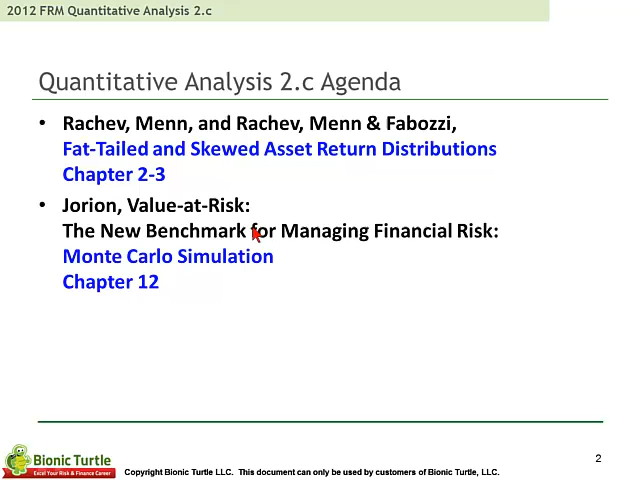 2012 FRM Quantitative Analysis 2.c
Quantitative Analysis 2.c Agenda
• Rachev, Menn, and Rachev, Menn & Fabozzi,
Fat-Tailed and Skewed Asset Return Distributions
Chapter 2-3
• Jorion, Value-at-Risk:
The New Benchmark for Managing Financial Risk:
Monte Carlo Simulation
Chapter 12
2
Bionic Turtle
Excel Your Risk & Finance Career
Copyright Bionic Turtle LLC. This document can only be used by customers of Bionic Turtle, LLC.